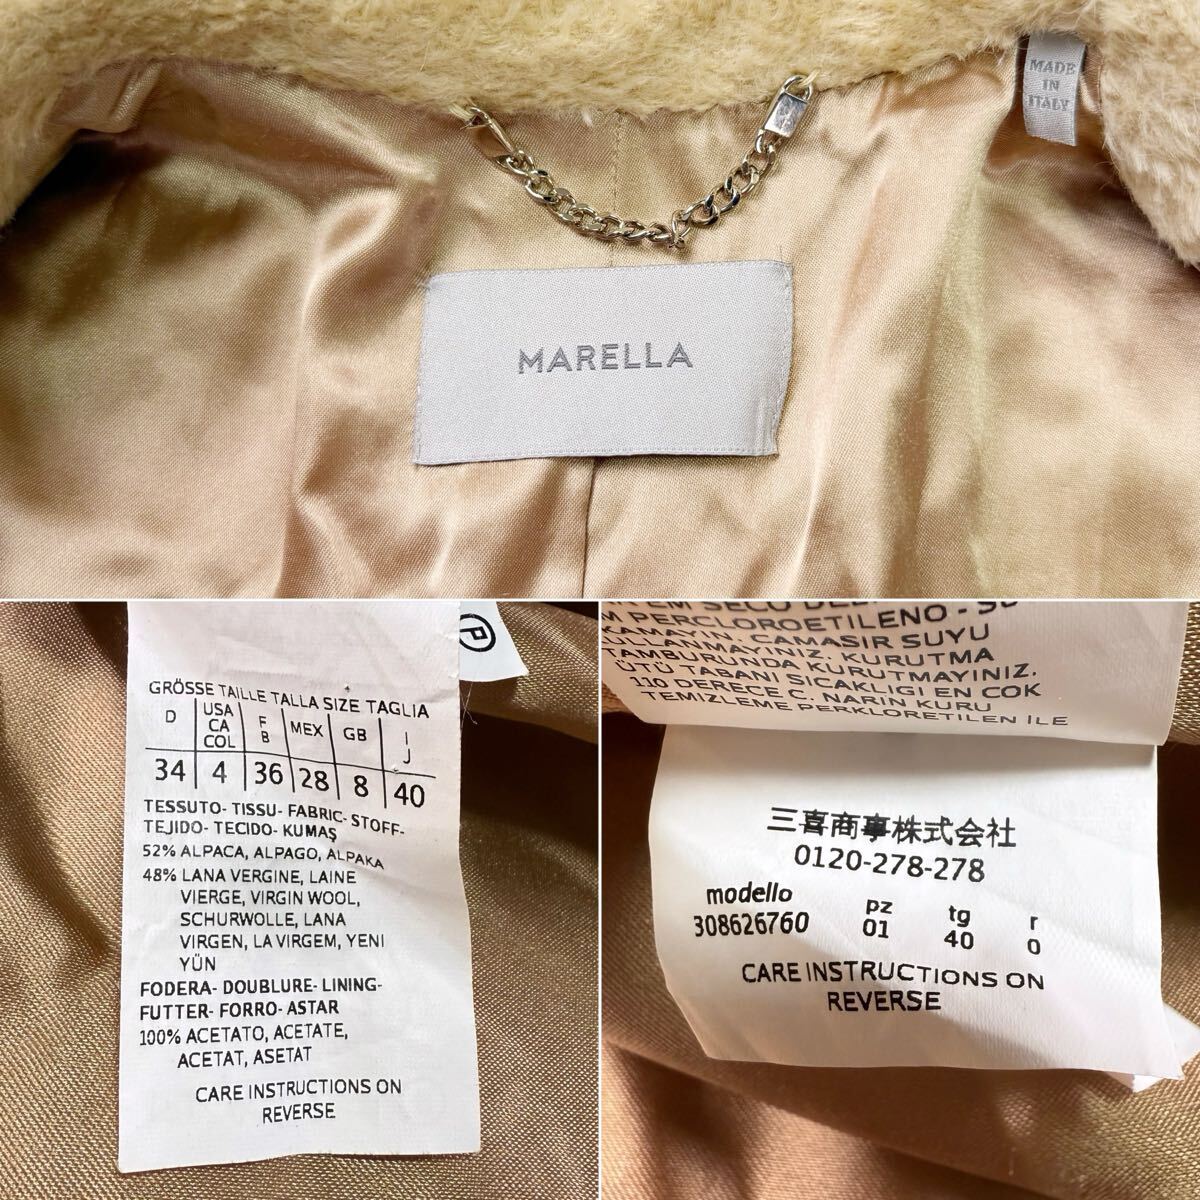 MADE
IN
ITALY
MARELLA
P
GRÖSSE TAILLE TALLA SIZE TAGLIA
D USA CA COL F B MEX GB I J
34 4 36 28 8 40
TESSUTO- TISSU- FABRIC- STOFF-
TEJIDO- TECIDO- KUMAŞ
52% ALPACA, ALPAGO, ALPAKA
48% LANA VERGINE, LAINE
VIERGE, VIRGIN WOOL,
SCHURWOLLE, LANA
VIRGEN, LA VIRGEM, YENI
YÜN
FODERA- DOUBLURE- LINING-
FUTTER- FORRO- ASTAR
100% ACETATO, ACETATE,
ACETAT, ASETAT
CARE INSTRUCTIONS ON
REVERSE
EM SECO
PERCLOROETILENO -
KAMAYIN. CAMASIR SUYU
KULLANMAYINIZ. KURUTMA
TAMBURUNDA KURUTMAYINIZ.
ÜTÜ TABANI SICAKLIGI EN COK
110 DERECE C. NARIN KURU
TEMIZLEME PERKLORETILEN ILE
三喜商事株式会社
0120-278-278
modello pz tg r
308626760 01 40 0
CARE INSTRUCTIONS ON
REVERSE